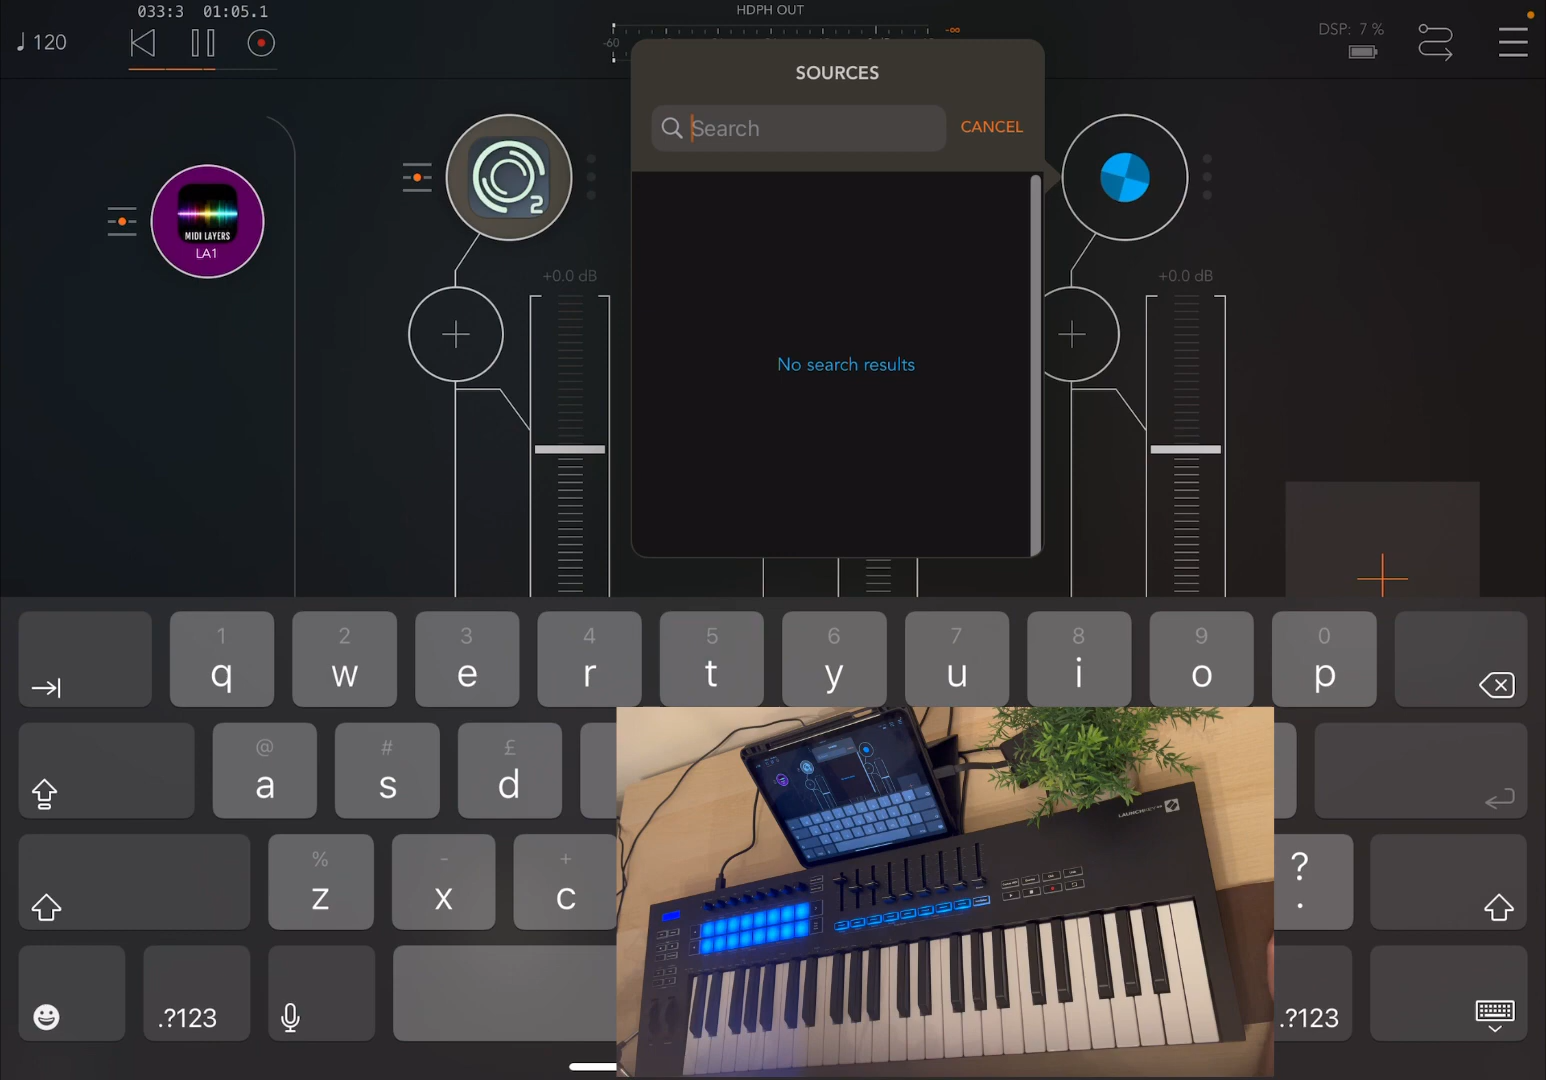 033:3 01:05.1
HDPH OUT
♩ 120
-60
-∞
DSP: 7 %
SOURCES
Search
CANCEL
MIDI LAYERS
LA1
2
+0.0 dB
+0.0 dB
No search results
1 2 3 4 5 6 7 8 9 0
q w e r t y u i o p
@ # £
a s d
LAUNCHKEY
% - + ?
z x c .
.?123
.?123